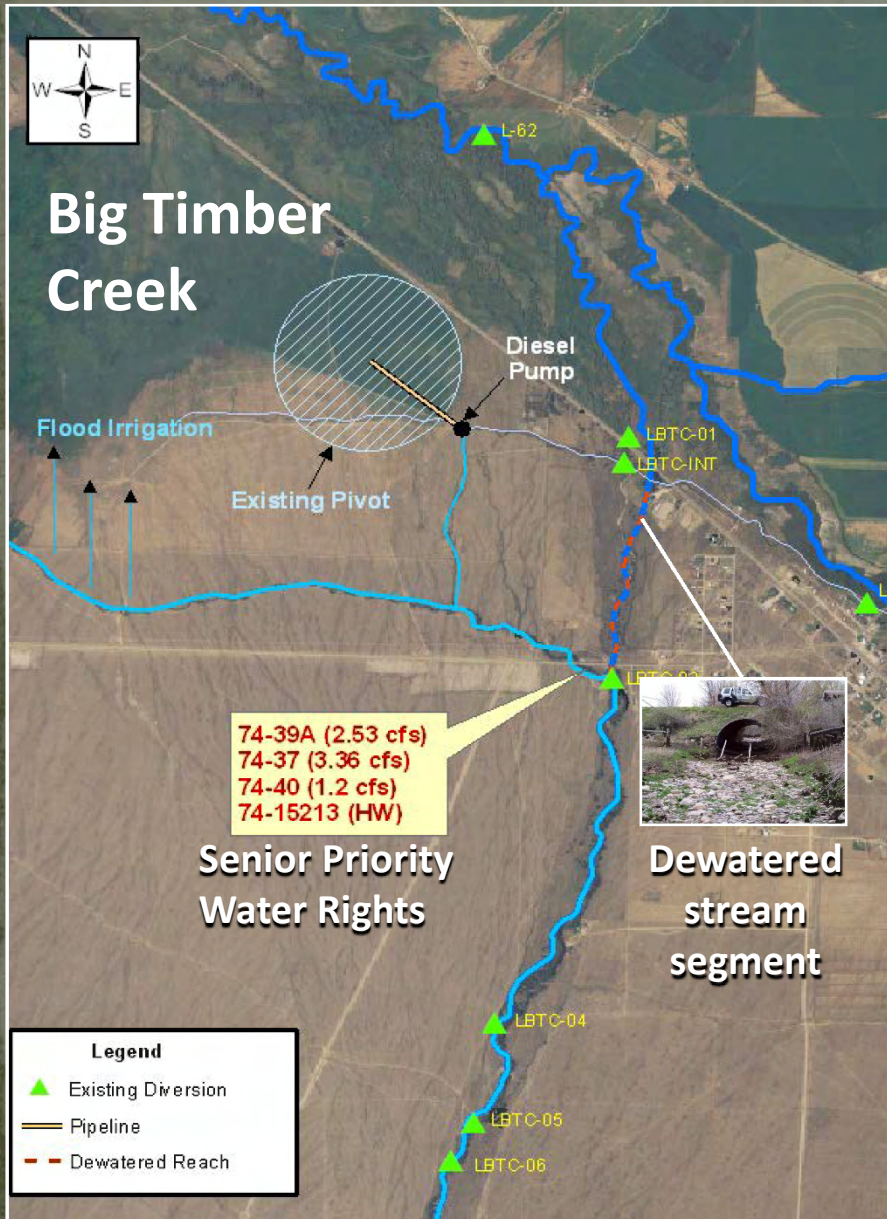 N
W E
S
L-62
Big Timber
Creek
Diesel
Pump
Flood Irrigation
LBTC-01
LBTC-INT
Existing Pivot
74-39A (2.53 cfs)
74-37 (3.36 cfs)
74-40 (1.2 cfs)
74-15213 (HW)
Senior Priority
Water Rights
Dewatered
stream
segment
LBTC-04
LBTC-05
LBTC-06
Legend
Existing Diversion
Pipeline
Dewatered Reach